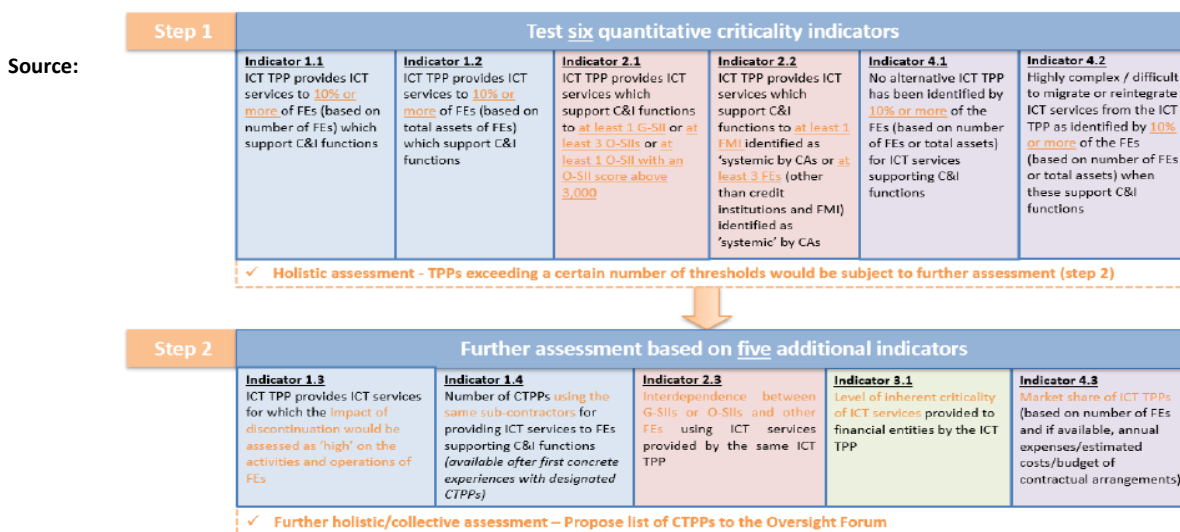 Source:
Step 1
Test six quantitative criticality indicators
Indicator 1.1
ICT TPP provides ICT
services to 10% or
more of FEs (based on
number of FEs) which
support C&I functions
Indicator 1.2
ICT TPP provides ICT
services to 10% or
more of FEs (based on
total assets of FEs)
which support C&I
functions
Indicator 2.1
ICT TPP provides ICT
services which
support C&I functions
to at least 1 G-SII or at
least 3 O-SIIs or at
least 1 O-SII with an
O-SII score above
3,000
Indicator 2.2
ICT TPP provides ICT
services which
support C&I
functions to at least 1
FMI identified as
'systemic by CAs or at
least 3 FEs (other
than credit
institutions and FMI)
identified as
'systemic' by CAs
Indicator 4.1
No alternative ICT TPP
has been identified by
10% or more of the
FEs (based on number
of FEs or total assets)
for ICT services
supporting C&I
functions
Indicator 4.2
Highly complex / difficult
to migrate or reintegrate
ICT services from the ICT
TPP as identified by 10%
or more of the FEs
(based on number of FEs
or total assets) when
these support C&I
functions
✓ Holistic assessment - TPPs exceeding a certain number of thresholds would be subject to further assessment (step 2)
Step 2
Further assessment based on five additional indicators
Indicator 1.3
ICT TPP provides ICT services
for which the impact of
discontinuation would be
assessed as 'high' on the
activities and operations of
FEs
Indicator 1.4
Number of CTPPs using the
same sub-contractors for
providing ICT services to FEs
supporting C&I functions
(available after first concrete
experiences with designated
CTPPs)
Indicator 2.3
Interdependence between
G-SIIs or O-SIIs and other
FEs using ICT services
provided by the same ICT
TPP
Indicator 3.1
Level of inherent criticality
of ICT services provided to
financial entities by the ICT
TPP
Indicator 4.3
Market share of ICT TPPs
(based on number of FEs
and if available, annual
expenses/estimated
costs/budget of
contractual arrangements)
✓ Further holistic/collective assessment – Propose list of CTPPs to the Oversight Forum